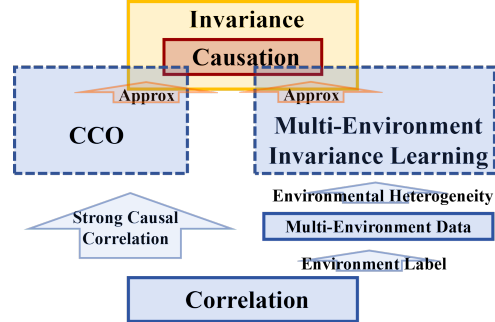 Invariance
Causation
Approx
Approx
CCO
Multi-Environment
Invariance Learning
Environmental Heterogeneity
Strong Causal
Correlation
Multi-Environment Data
Environment Label
Correlation